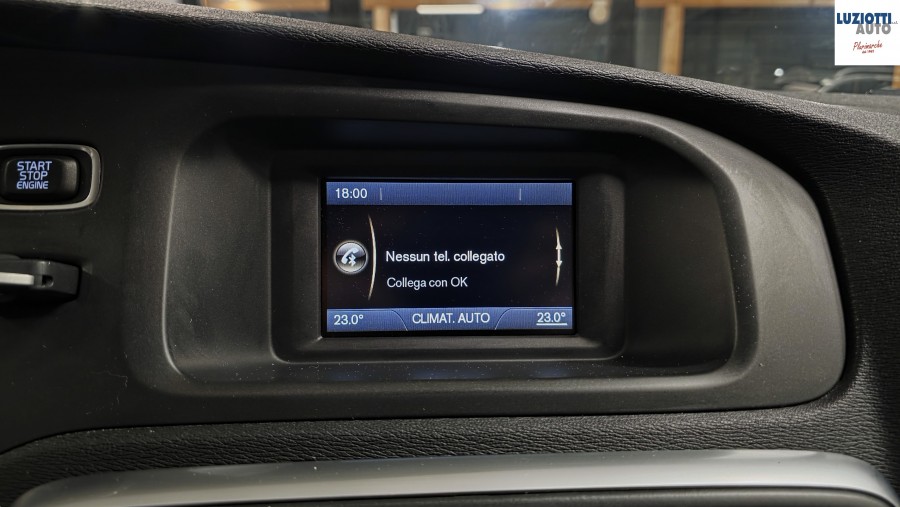 LUZIOTTI
AUTO
Plurimarche
START
STOP
ENGINE
18:00
Nessun tel. collegato
Collega con OK
23.0°
CLIMAT. AUTO
23.0°